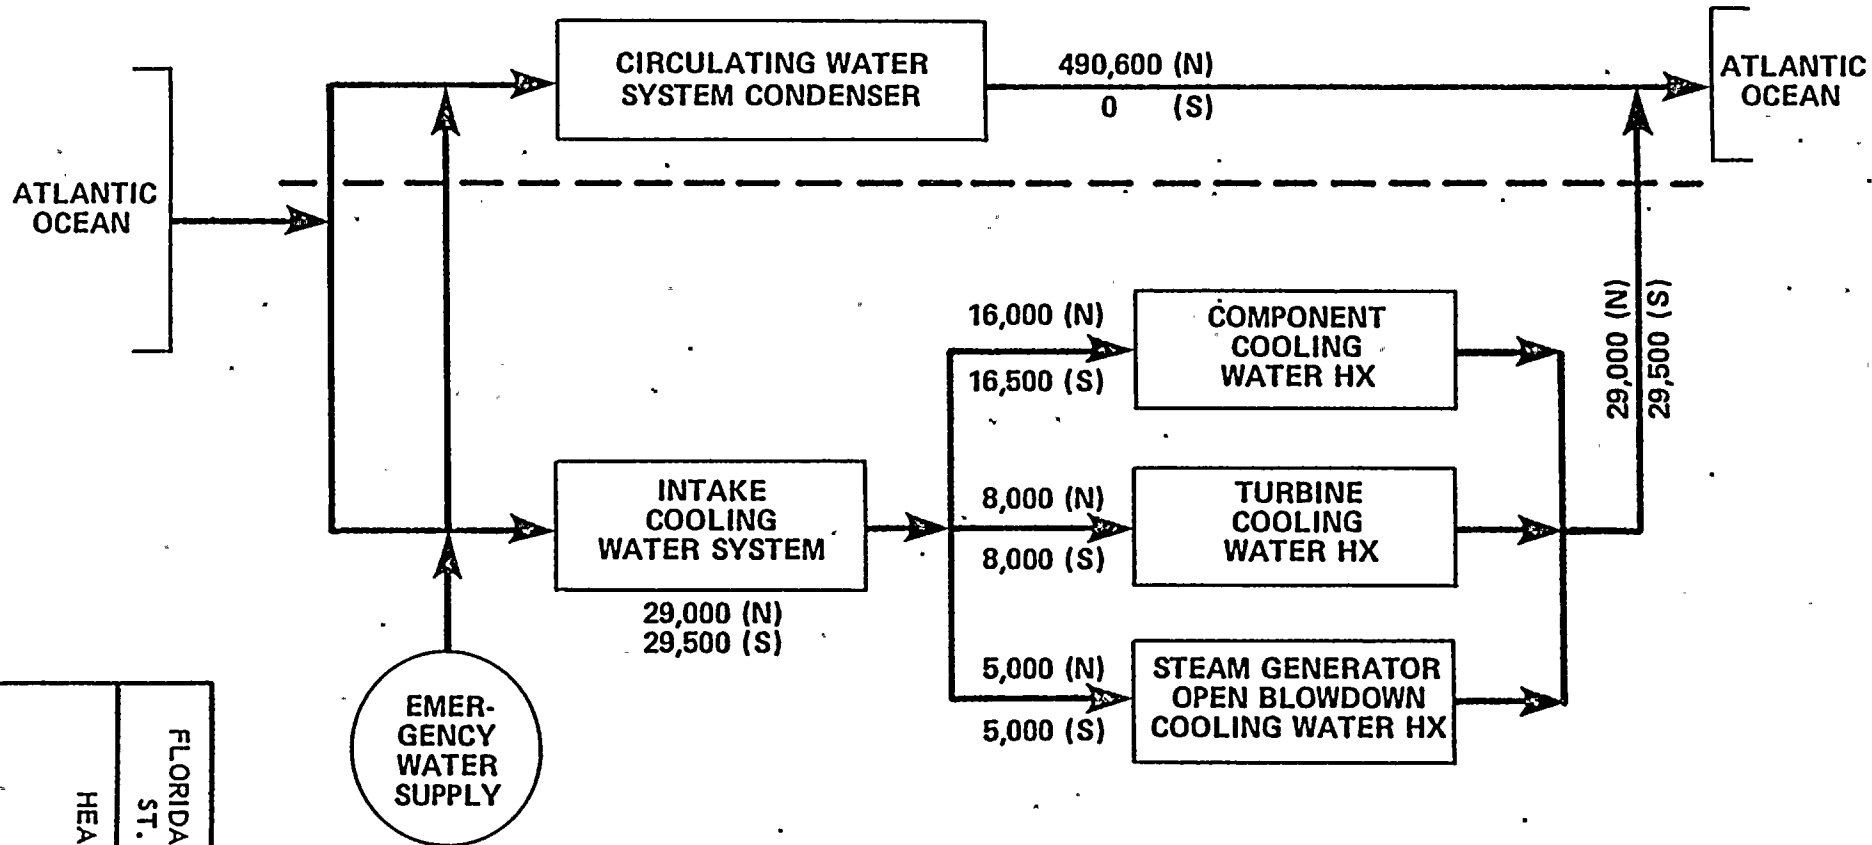 ATLANTIC
OCEAN
CIRCULATING WATER
SYSTEM CONDENSER
490,600 (N)
0 (S)
ATLANTIC
OCEAN
16,000 (N)
16,500 (S)
COMPONENT
COOLING
WATER HX
29,000 (N)
29,500 (S)
INTAKE
COOLING
WATER SYSTEM
29,000 (N)
29,500 (S)
8,000 (N)
8,000 (S)
TURBINE
COOLING
WATER HX
5,000 (N)
5,000 (S)
STEAM GENERATOR
OPEN BLOWDOWN
COOLING WATER HX
EMER-
GENCY
WATER
SUPPLY
FLORIDA
ST.
HEA